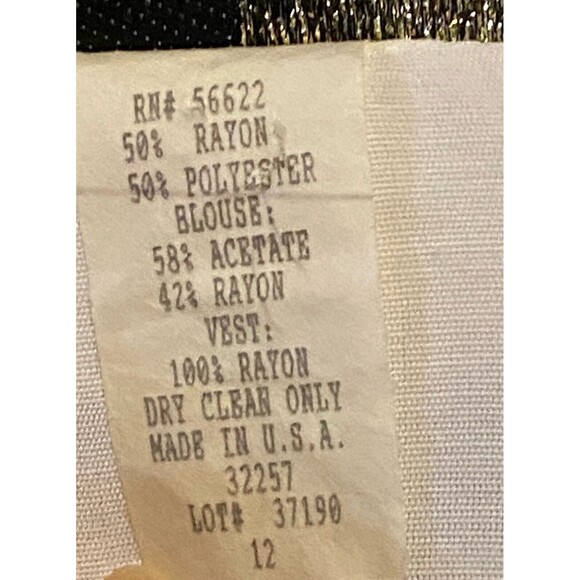 RN# 56622
50% RAYON
50% POLYESTER
BLOUSE:
58% ACETATE
42% RAYON
VEST:
100% RAYON
DRY CLEAN ONLY
MADE IN U.S.A.
32257
LOT# 37190
12